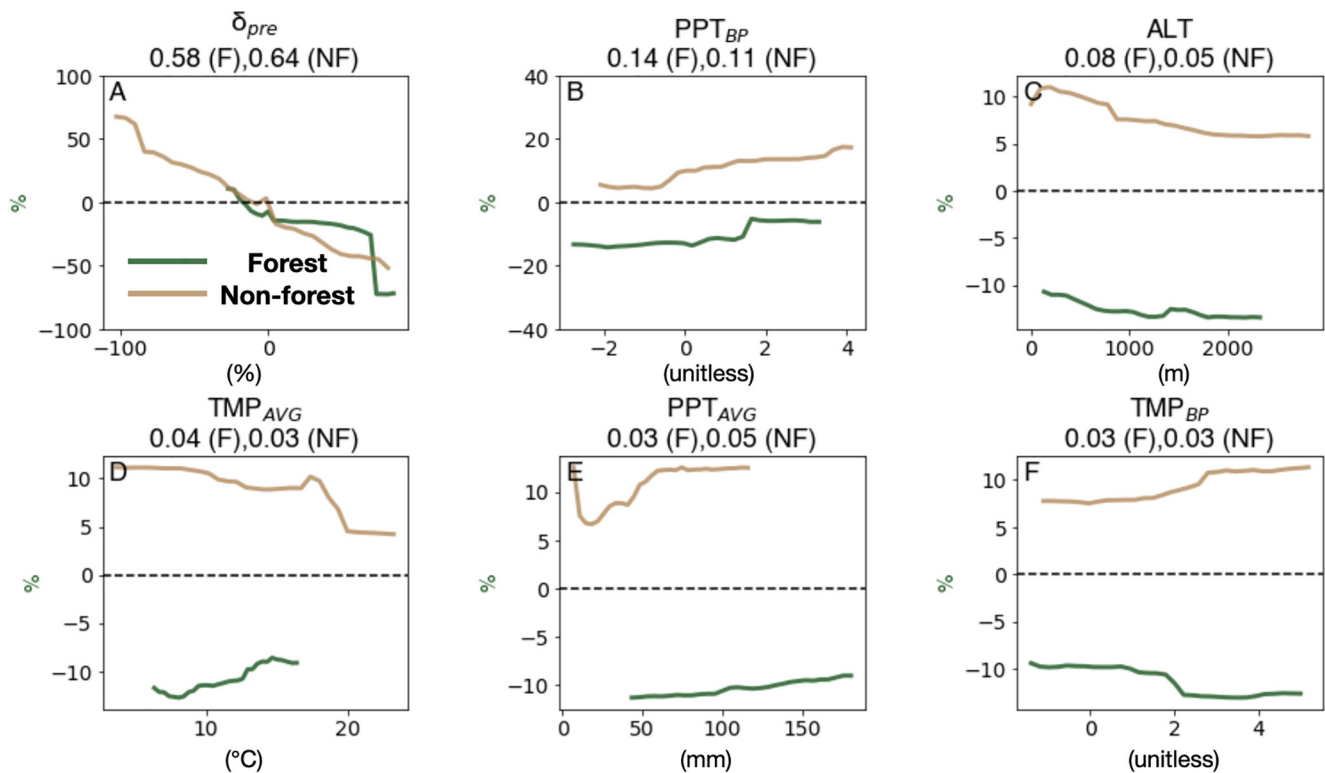 δpre
0.58 (F),0.64 (NF)
PPTBP
0.14 (F),0.11 (NF)
ALT
0.08 (F),0.05 (NF)
A
100
50
0
−50
−100
%
Forest
Non-forest
−100
0
(%)
B
40
20
0
−20
−40
%
−2
0
2
4
(unitless)
C
10
5
0
−5
−10
%
0
1000
2000
(m)
TMPAVG
0.04 (F),0.03 (NF)
PPTAVG
0.03 (F),0.05 (NF)
TMPBP
0.03 (F),0.03 (NF)
D
10
5
0
−5
−10
%
10
20
(°C)
E
10
5
0
−5
−10
%
0
50
100
150
(mm)
F
10
5
0
−5
−10
%
0
2
4
(unitless)